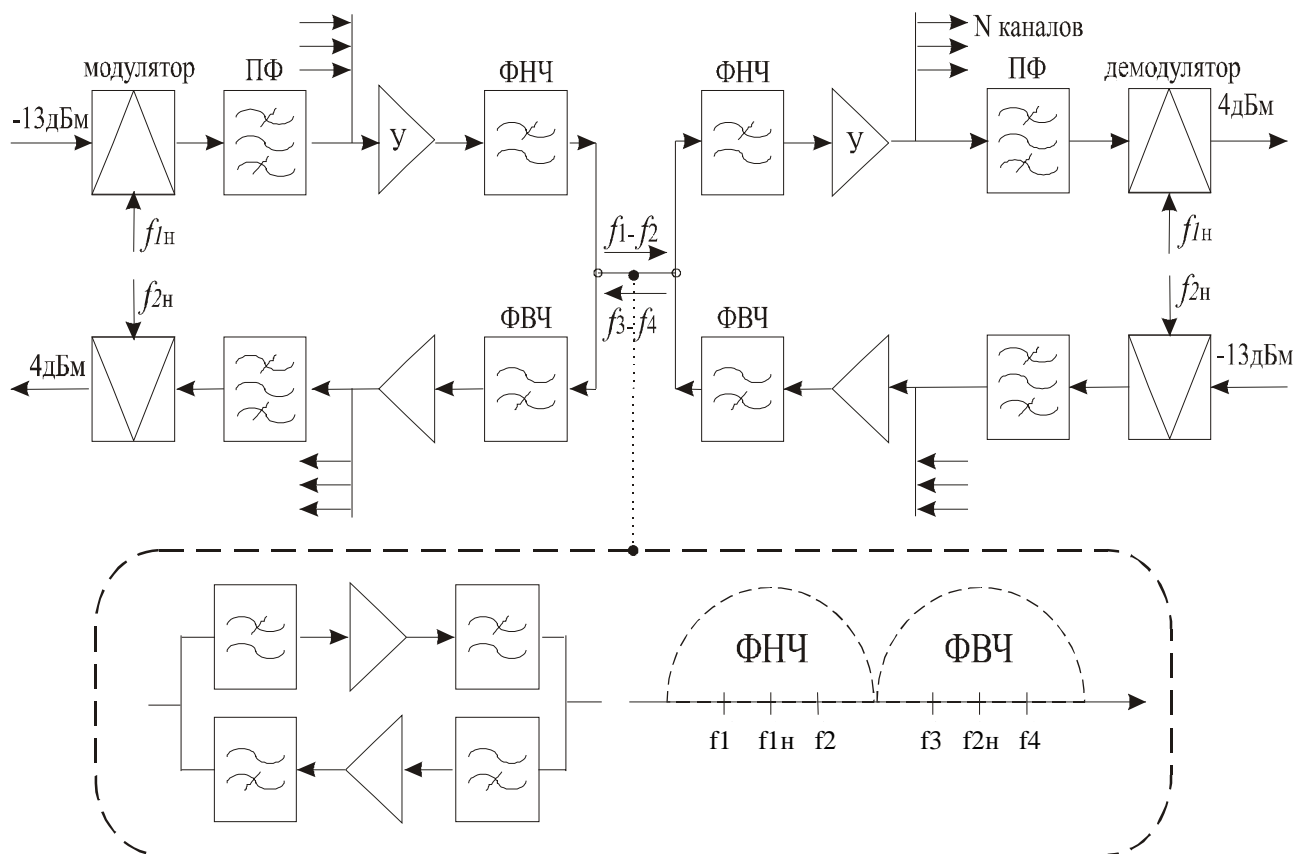 N каналов
модулятор
ПФ
ФНЧ
ФНЧ
ПФ
демодулятор
-13дБм
У
У
4дБм
f1н
f1-f2
f1н
f2н
f3-f4
f2н
ФВЧ
ФВЧ
4дБм
-13дБм
ФНЧ
ФВЧ
f1
f1н
f2
f3
f2н
f4